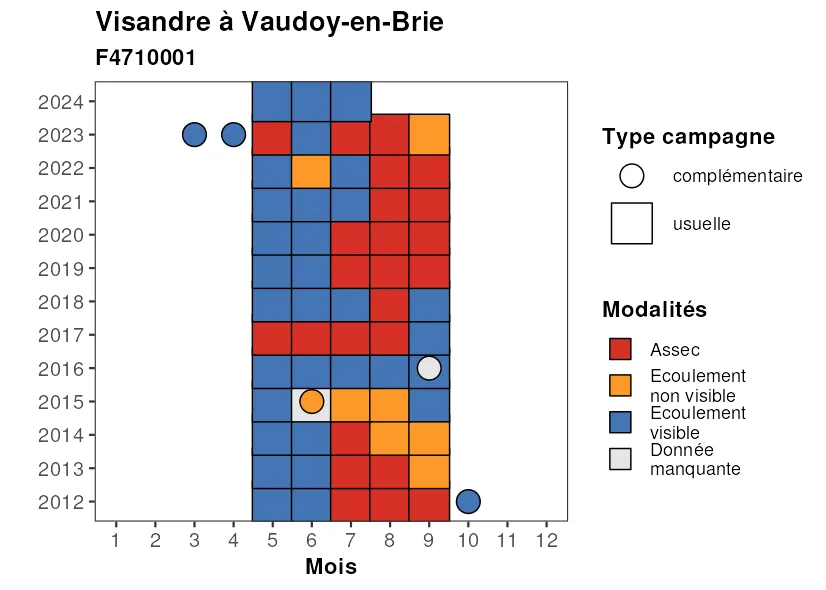 Visandre à Vaudoy-en-Brie
F4710001
2024
2023
2022
2021
2020
2019
2018
2017
2016
2015
2014
2013
2012
1 2 3 4 5 6 7 8 9 10 11 12
Mois
Type campagne
complémentaire
usuelle
Modalités
Assec
Ecoulement
non visible
Ecoulement
visible
Donnée
manquante